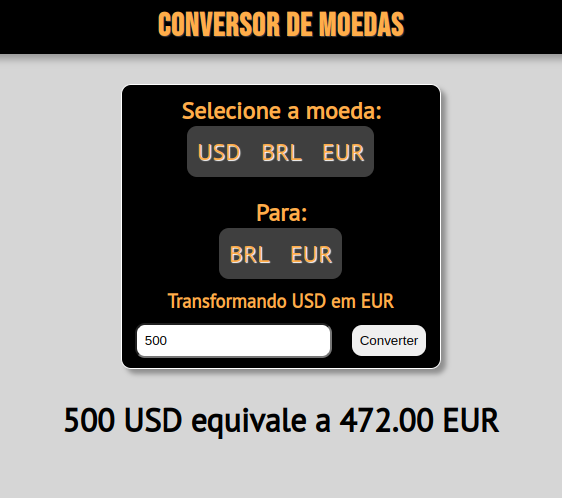 CONVERSOR DE MOEDAS
Selecione a moeda:
USD BRL EUR
Para:
BRL EUR
Transformando USD em EUR
500 Converter
500 USD equivale a 472.00 EUR